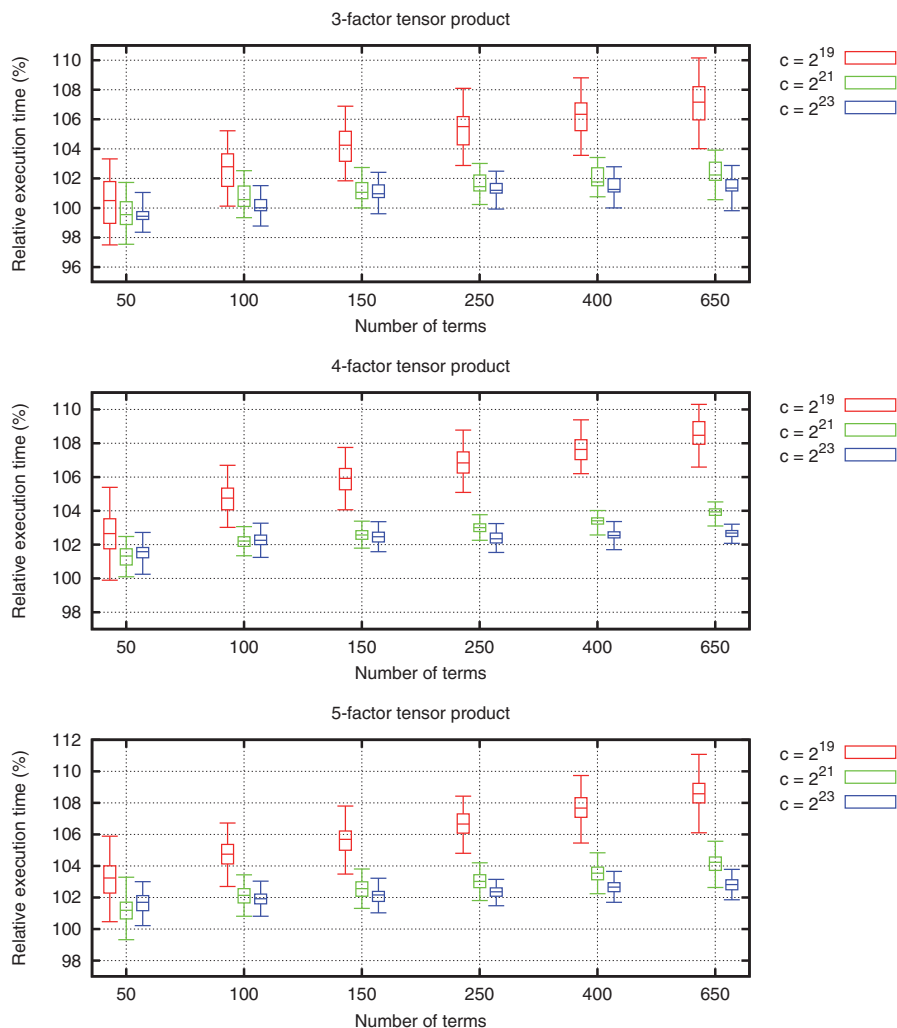 3-factor tensor product
Relative execution time (%)
110
108
106
104
102
100
98
96
50 100 150 250 400 650
Number of terms
c = 2^19
c = 2^21
c = 2^23
4-factor tensor product
Relative execution time (%)
110
108
106
104
102
100
98
50 100 150 250 400 650
Number of terms
c = 2^19
c = 2^21
c = 2^23
5-factor tensor product
Relative execution time (%)
112
110
108
106
104
102
100
98
50 100 150 250 400 650
Number of terms
c = 2^19
c = 2^21
c = 2^23